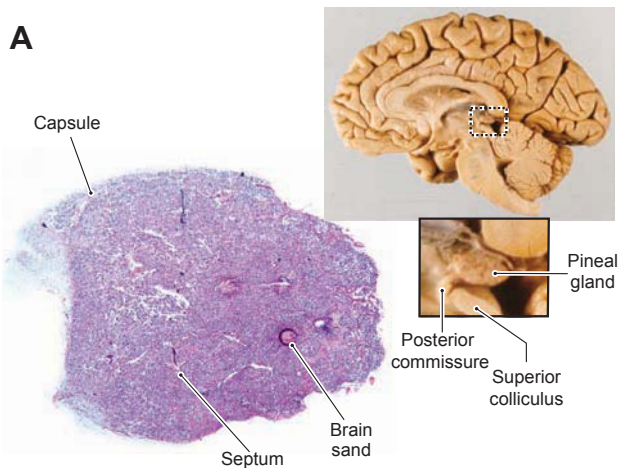 A
Capsule
Pineal
gland
Posterior
commissure
Superior
colliculus
Brain
sand
Septum